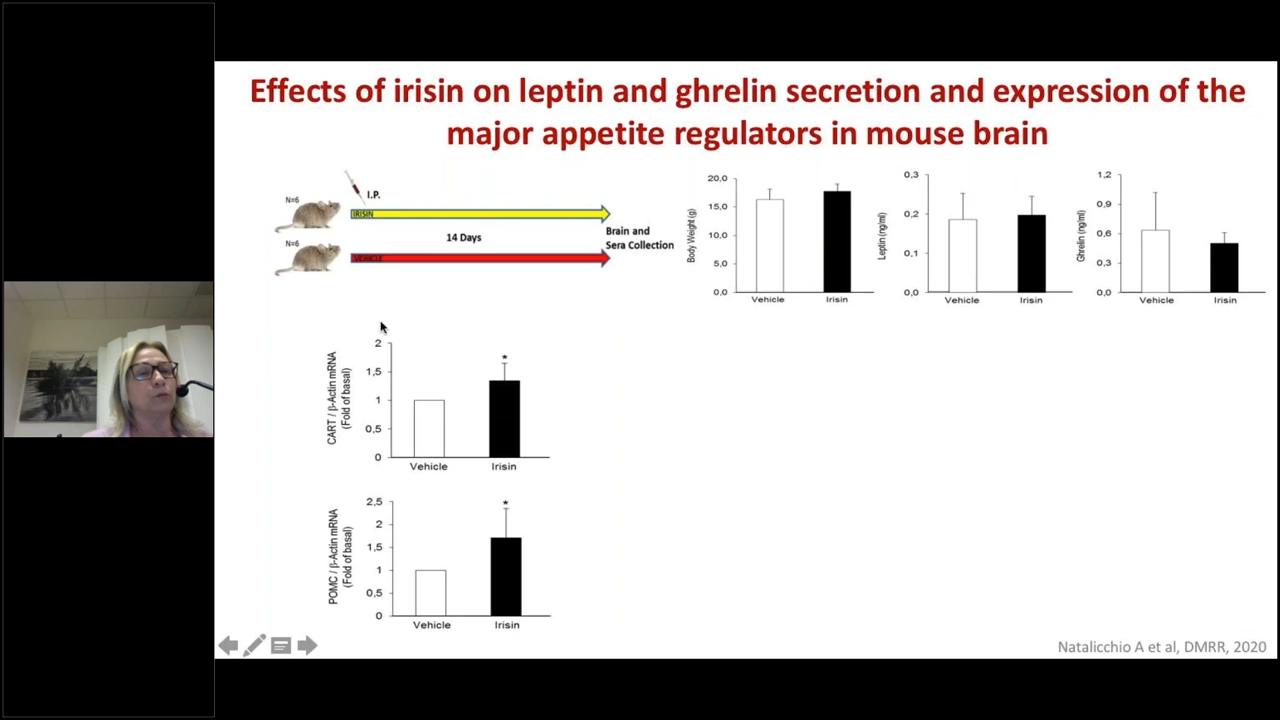 Effects of irisin on leptin and ghrelin secretion and expression of the
major appetite regulators in mouse brain
N=6
I.P.
IRISIN
14 Days
N=6
VEHICLE
Brain and
Sera Collection
Body Weight (g)
20,0
15,0
10,0
5,0
0,0
Vehicle
Irisin
Leptin (ng/ml)
0,3
0,2
0,1
0,0
Vehicle
Irisin
Ghrelin (ng/ml)
1,2
0,9
0,6
0,3
0,0
Vehicle
Irisin
CART / β-Actin mRNA
(Fold of basal)
2
1,5
1
0,5
0
*
Vehicle
Irisin
POMC / β-Actin mRNA
(Fold of basal)
2,5
2
1,5
1
0,5
0
*
Vehicle
Irisin
Natalicchio A et al, DMRR, 2020